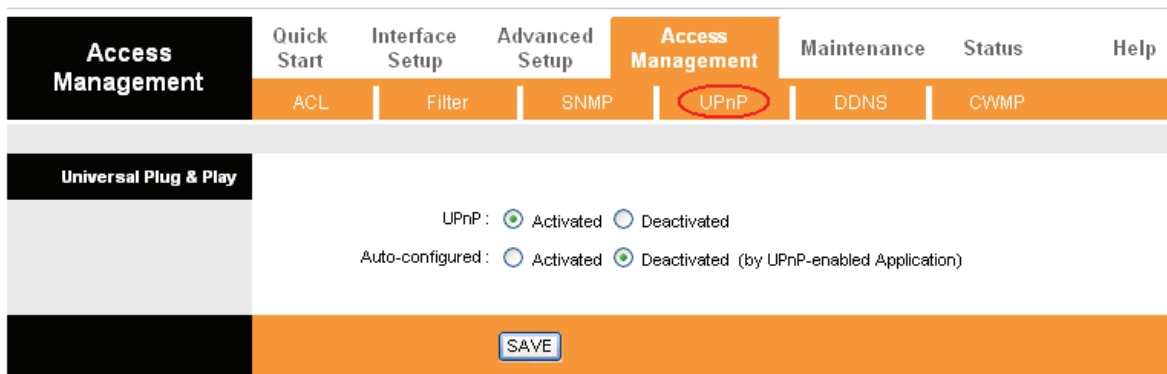 Access Management
Quick Start
Interface Setup
Advanced Setup
Access Management
Maintenance
Status
Help
ACL
Filter
SNMP
UPnP
DDNS
CWMP
Universal Plug & Play
UPnP : Activated Deactivated
Auto-configured : Activated Deactivated (by UPnP-enabled Application)
SAVE